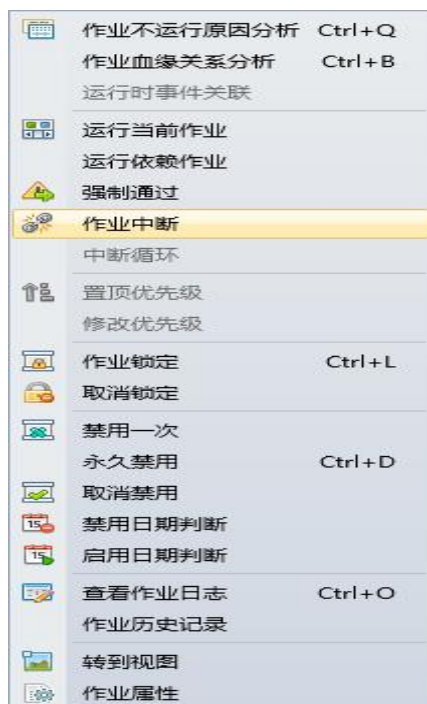 作业不运行原因分析 Ctrl+Q
作业血缘关系分析 Ctrl+B
运行时事件关联
运行当前作业
运行依赖作业
强制通过
作业中断
中断循环
置顶优先级
修改优先级
作业锁定 Ctrl+L
取消锁定
禁用一次
永久禁用 Ctrl+D
取消禁用
禁用日期判断
启用日期判断
查看作业日志 Ctrl+O
作业历史记录
转到视图
作业属性